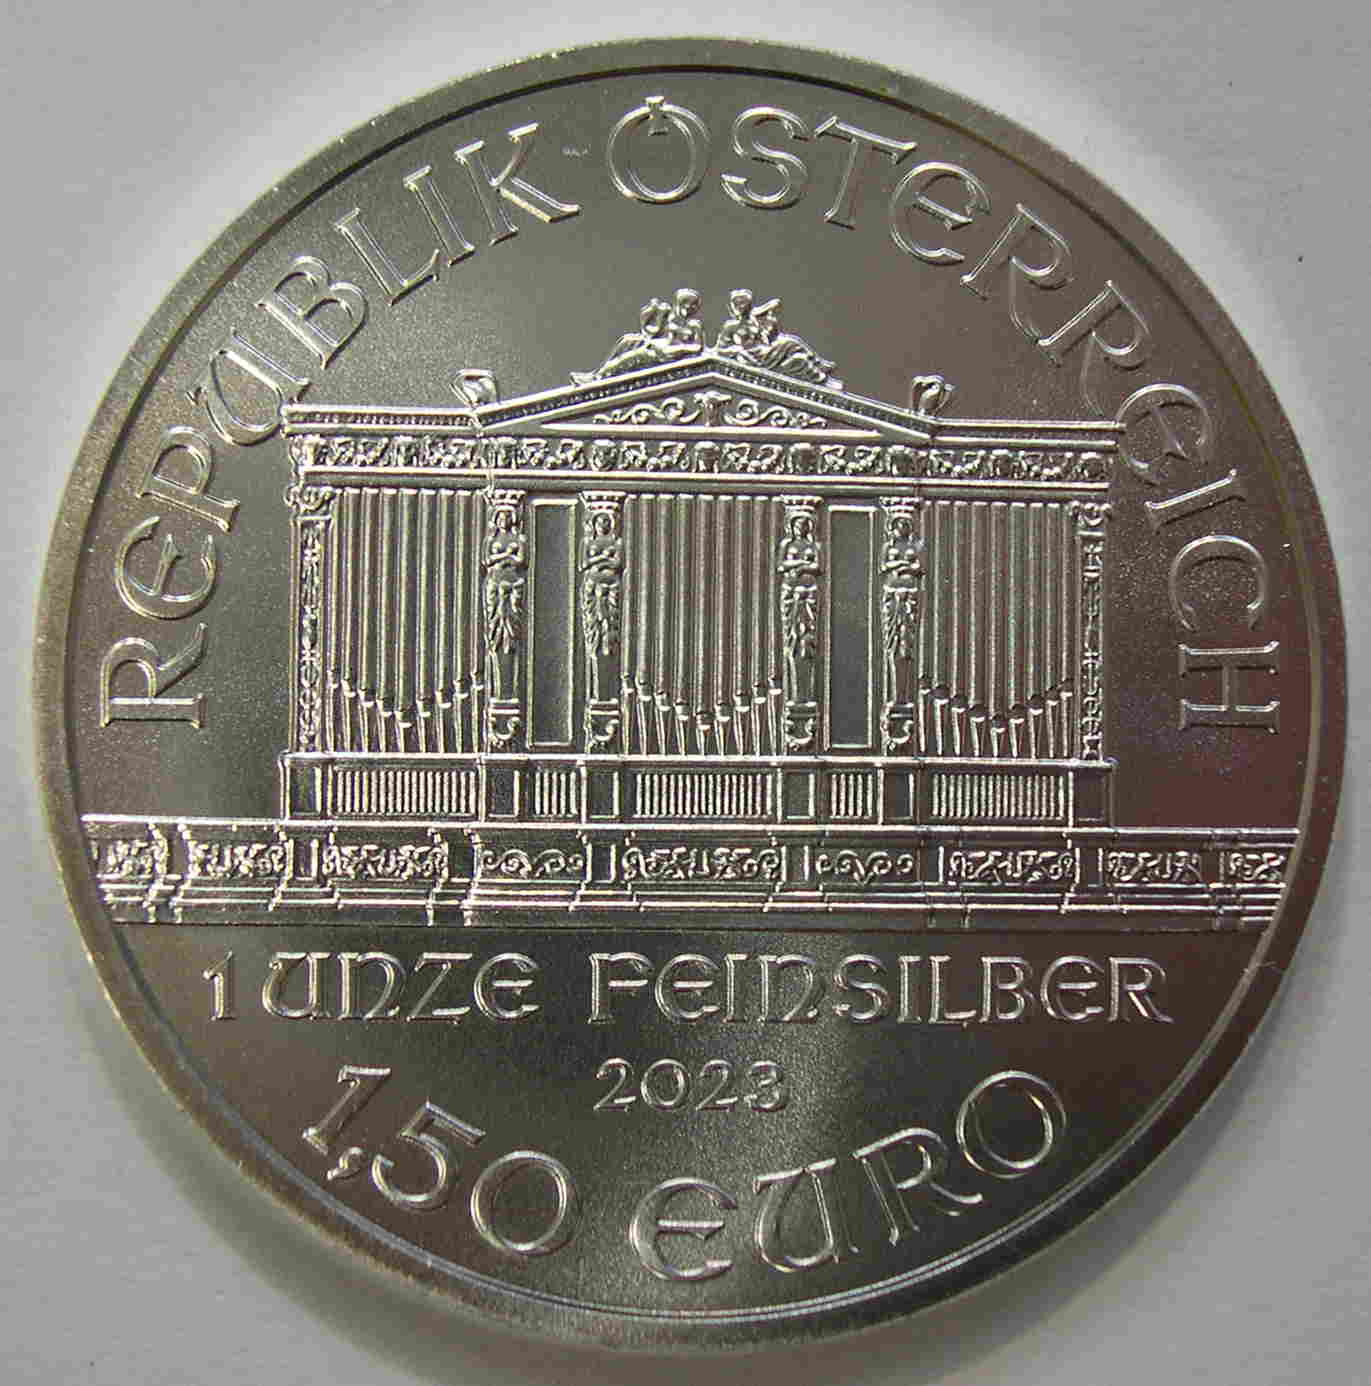 REPUBLIK ÖSTERREICH
1 UNZE FEINSILBER
2023
1,50 EURO